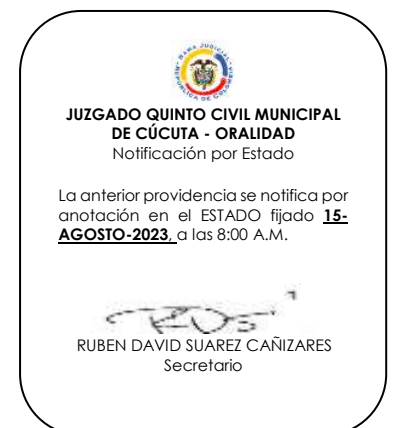 JUZGADO QUINTO CIVIL MUNICIPAL
DE CÚCUTA - ORALIDAD
Notificación por Estado
La anterior providencia se notifica por
anotación en el ESTADO fijado 15-
AGOSTO-2023, a las 8:00 A.M.
RUBEN DAVID SUAREZ CAÑIZARES
Secretario